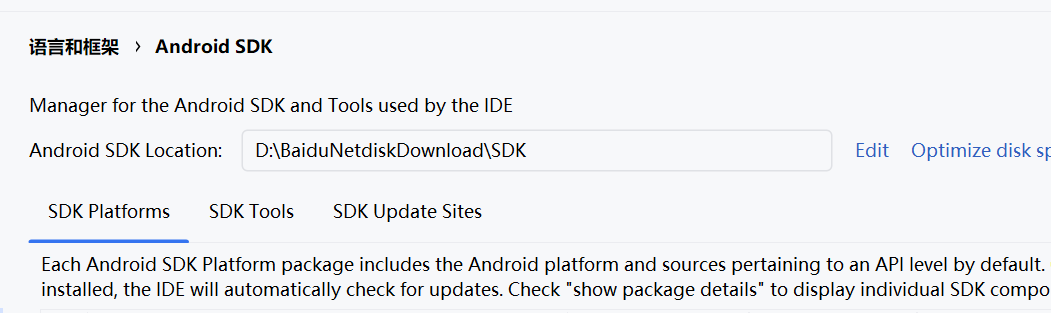 语言和框架 › Android SDK
Manager for the Android SDK and Tools used by the IDE
Android SDK Location: D:\BaiduNetdiskDownload\SDK Edit Optimize disk sp
SDK Platforms SDK Tools SDK Update Sites
Each Android SDK Platform package includes the Android platform and sources pertaining to an API level by default.
installed, the IDE will automatically check for updates. Check "show package details" to display individual SDK compo